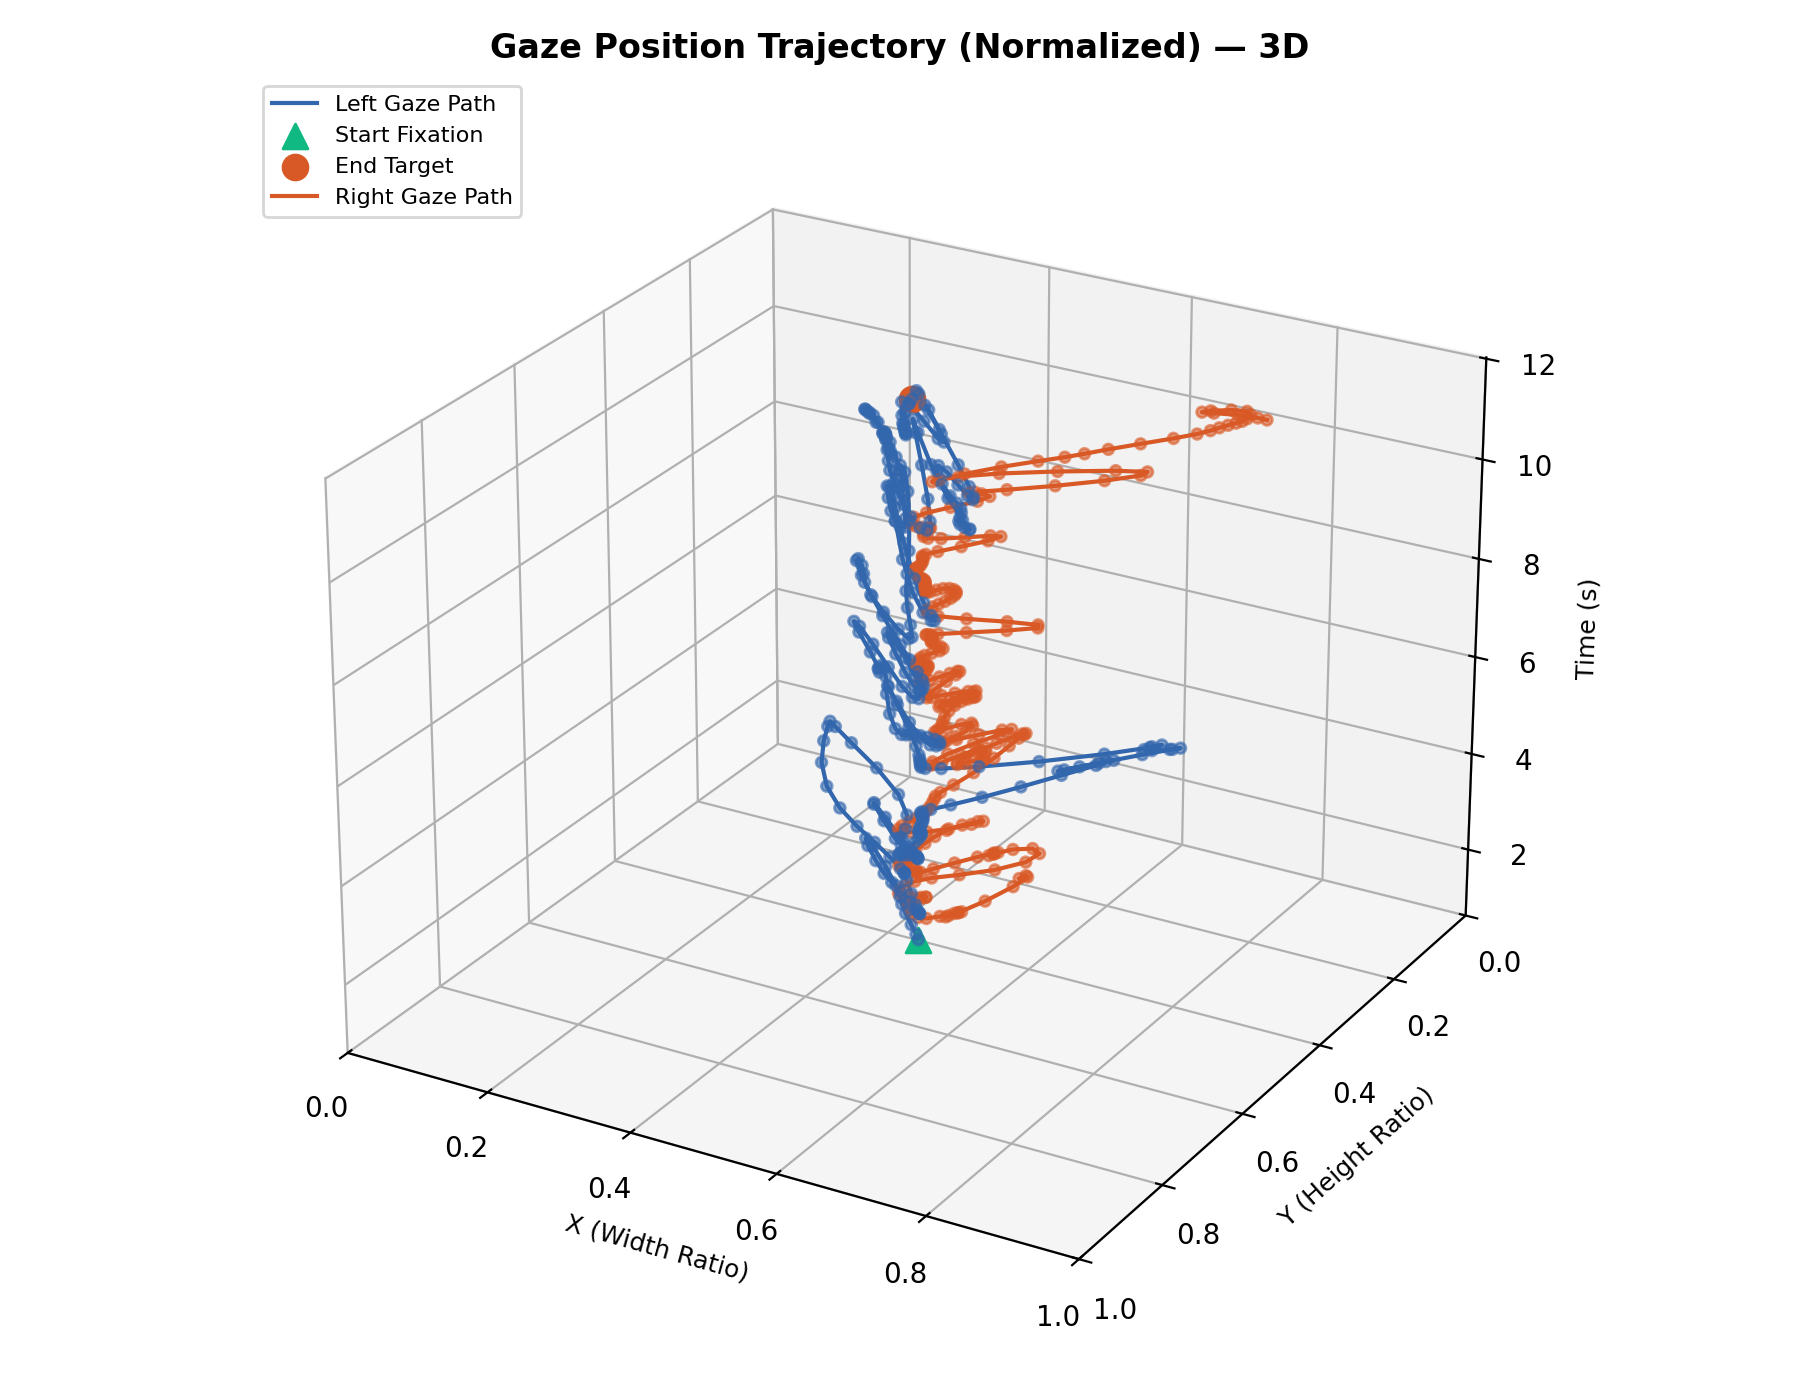 Gaze Position Trajectory (Normalized) — 3D
Left Gaze Path
Start Fixation
End Target
Right Gaze Path
12
10
8
6
4
2
Time (s)
0.0
0.2
0.4
0.6
0.8
1.0
Y (Height Ratio)
0.0
0.2
0.4
0.6
0.8
1.0
X (Width Ratio)